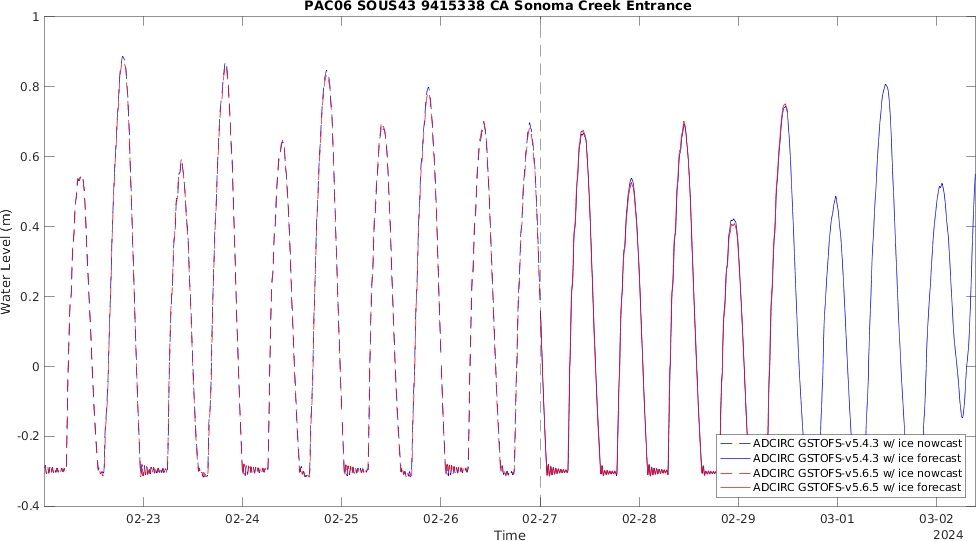 PAC06 SOUS43 9415338 CA Sonoma Creek Entrance
1
0.8
0.6
0.4
0.2
0
-0.2
-0.4
Water Level (m)
ADCIRC GSTOFS-v5.4.3 w/ ice nowcast
ADCIRC GSTOFS-v5.4.3 w/ ice forecast
ADCIRC GSTOFS-v5.6.5 w/ ice nowcast
ADCIRC GSTOFS-v5.6.5 w/ ice forecast
02-23 02-24 02-25 02-26 02-27 02-28 02-29 03-01 03-02
Time
2024